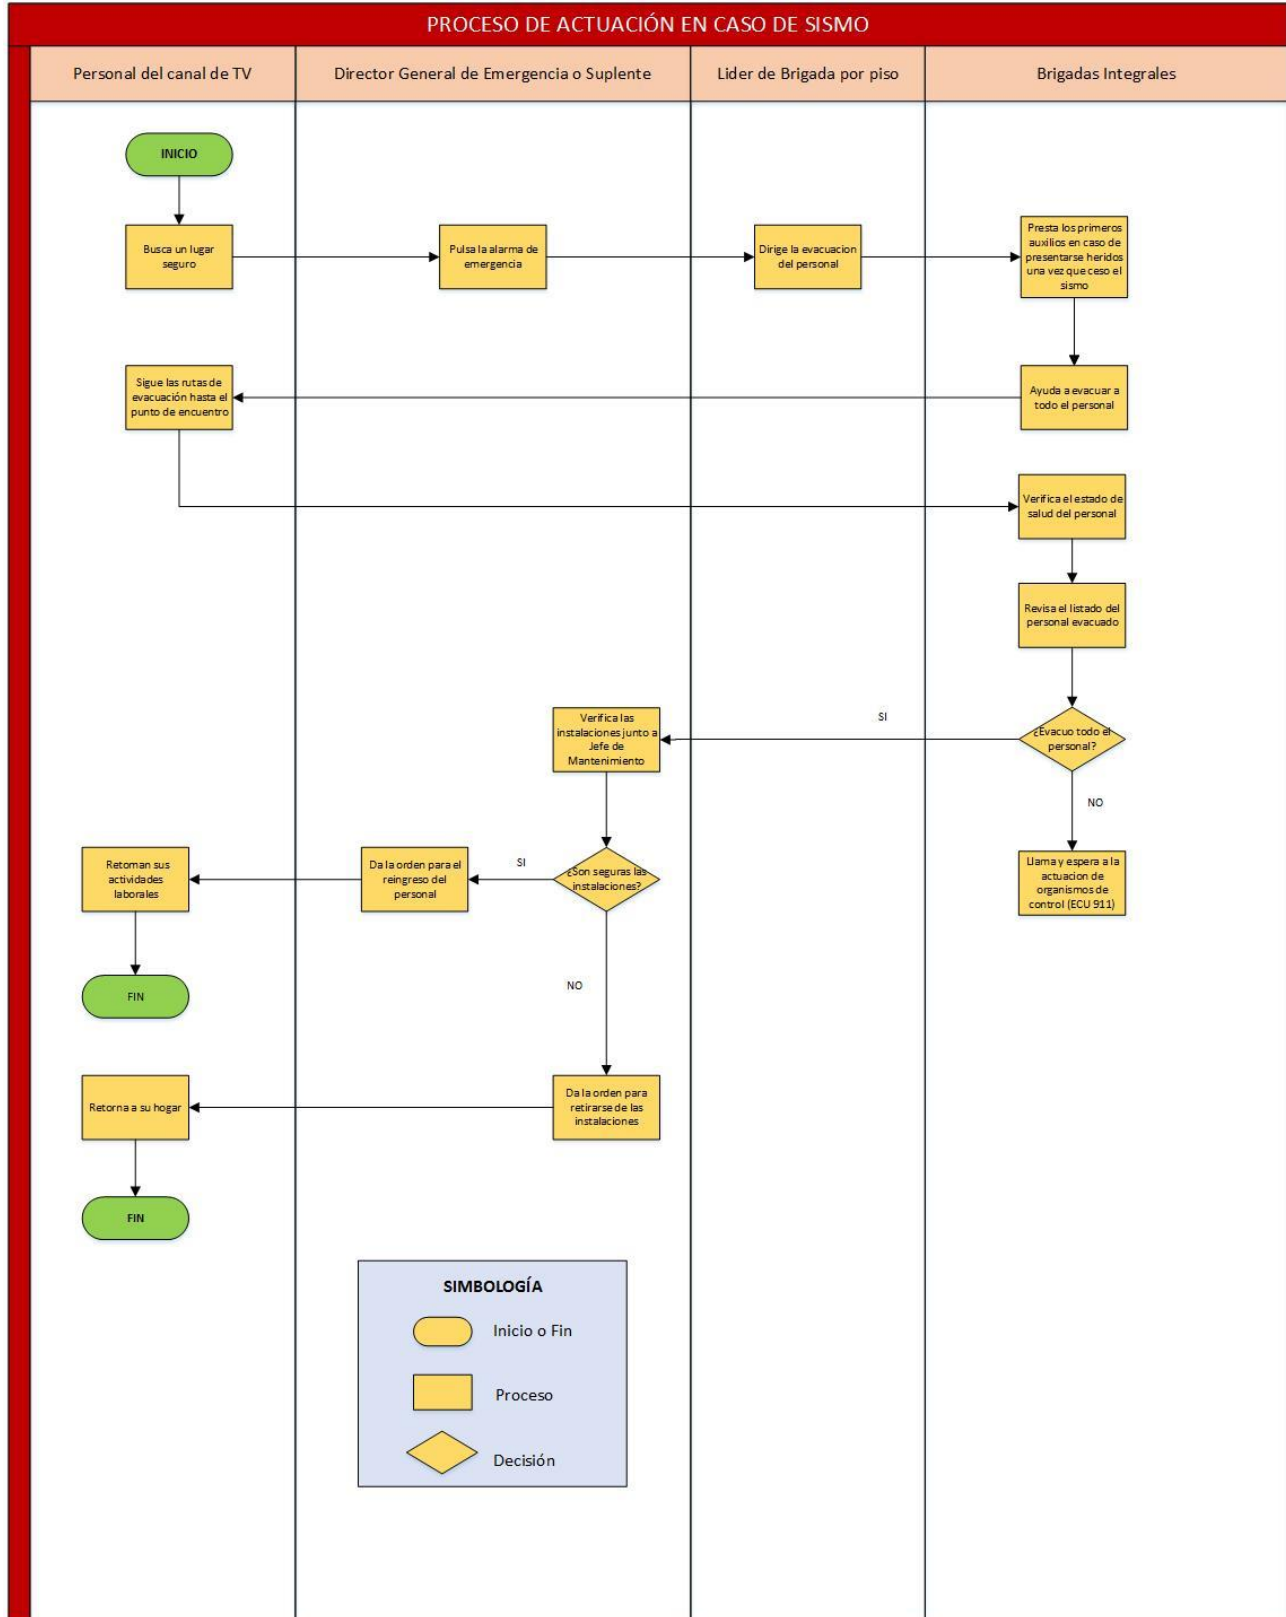 PROCESO DE ACTUACIÓN EN CASO DE SISMO
Personal del canal de TV
Director General de Emergencia o Suplente
Lider de Brigada por piso
Brigadas Integrales
INICIO
Busca un lugar
seguro
Pulsa la alarma de
emergencia
Dirige la evacuacion
del personal
Presta los primeros
auxilios en caso de
presentarse heridos
una vez que ceso el
sismo
Sigue las rutas de
evacuación hasta el
punto de encuentro
Ayuda a evacuar a
todo el personal
Verifica el estado de
salud del personal
Revisa el listado del
personal evacuado
Verifica las
instalaciones junto a
Jefe de
Mantenimiento
SI
¿Evacuo todo el
personal?
NO
Retoman sus
actividades
laborales
Da la orden para el
reingreso del
personal
SI
¿Son seguras las
instalaciones?
Llama y espera a la
actuacion de
organismos de
control (ECU 911)
FIN
NO
Retorna a su hogar
Da la orden para
retirarse de las
instalaciones
FIN
SIMBOLOGÍA
Inicio o Fin
Proceso
Decisión